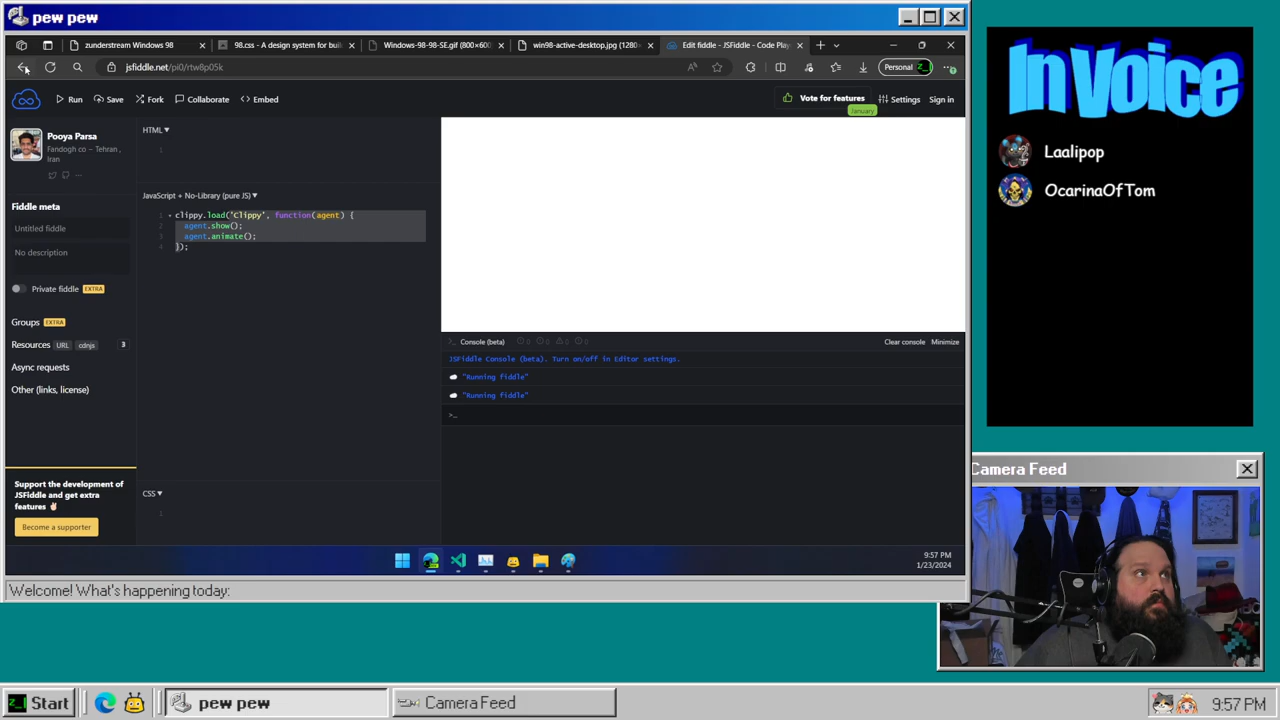 pew pew
zunderstream Windows 98
98.css - A design system for buil
Windows-98-98-SE.gif (800×600)
win98-active-desktop.jpg (1280×
Edit fiddle - JSFiddle - Code Play
jsfiddle.net/pi0/rtw8p05k
Personal
Run
Save
Fork
Collaborate
Embed
Vote for features
January
Settings
Sign in
Pooya Parsa
Fandogh co – Tehran ,
Iran
Fiddle meta
Untitled fiddle
No description
Private fiddle EXTRA
Groups EXTRA
Resources URL cdnjs 3
Async requests
Other (links, license)
Support the development of
JSFiddle and get extra
features
Become a supporter
HTML
1
JavaScript + No-Library (pure JS)
1 clippy.load('Clippy', function(agent) {
2 agent.show();
3 agent.animate();
4 });
CSS
1
Console (beta)
Clear console
Minimize
JSFiddle Console (beta). Turn on/off in Editor settings.
"Running fiddle"
"Running fiddle"
>_
9:57 PM
1/23/2024
Welcome! What's happening today:
In Voice
Laalipop
OcarinaOfTom
Camera Feed
Start
pew pew
Camera Feed
9:57 PM